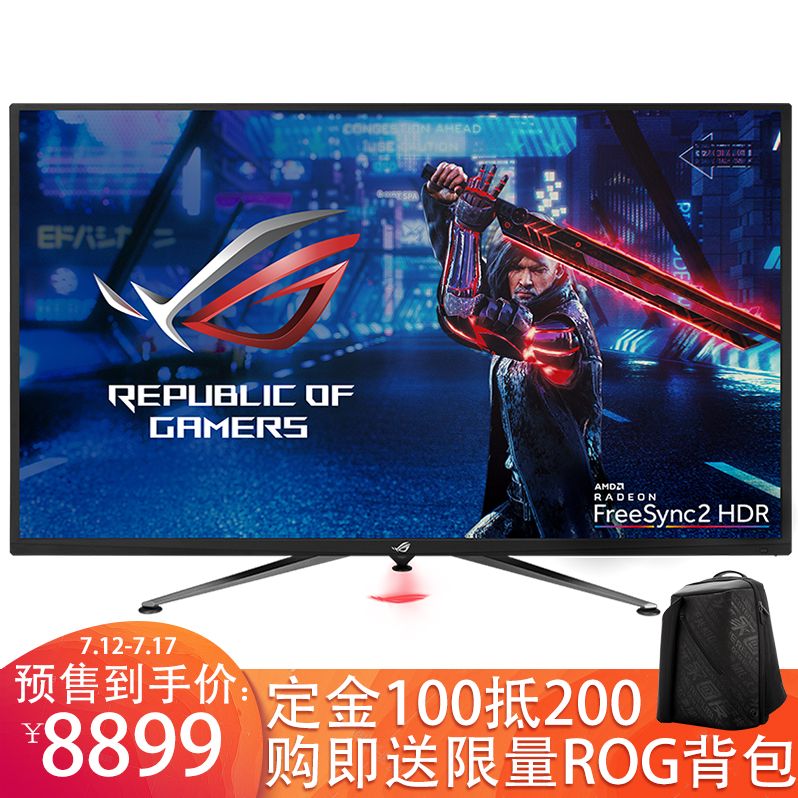 CONGESTION AHEAD
USE CAUTION
REPUBLIC OF
GAMERS
AMD
RADEON
FreeSync2 HDR
7.12-7.17
预售到手价:
¥8899
定金100抵200
购即送限量ROG背包